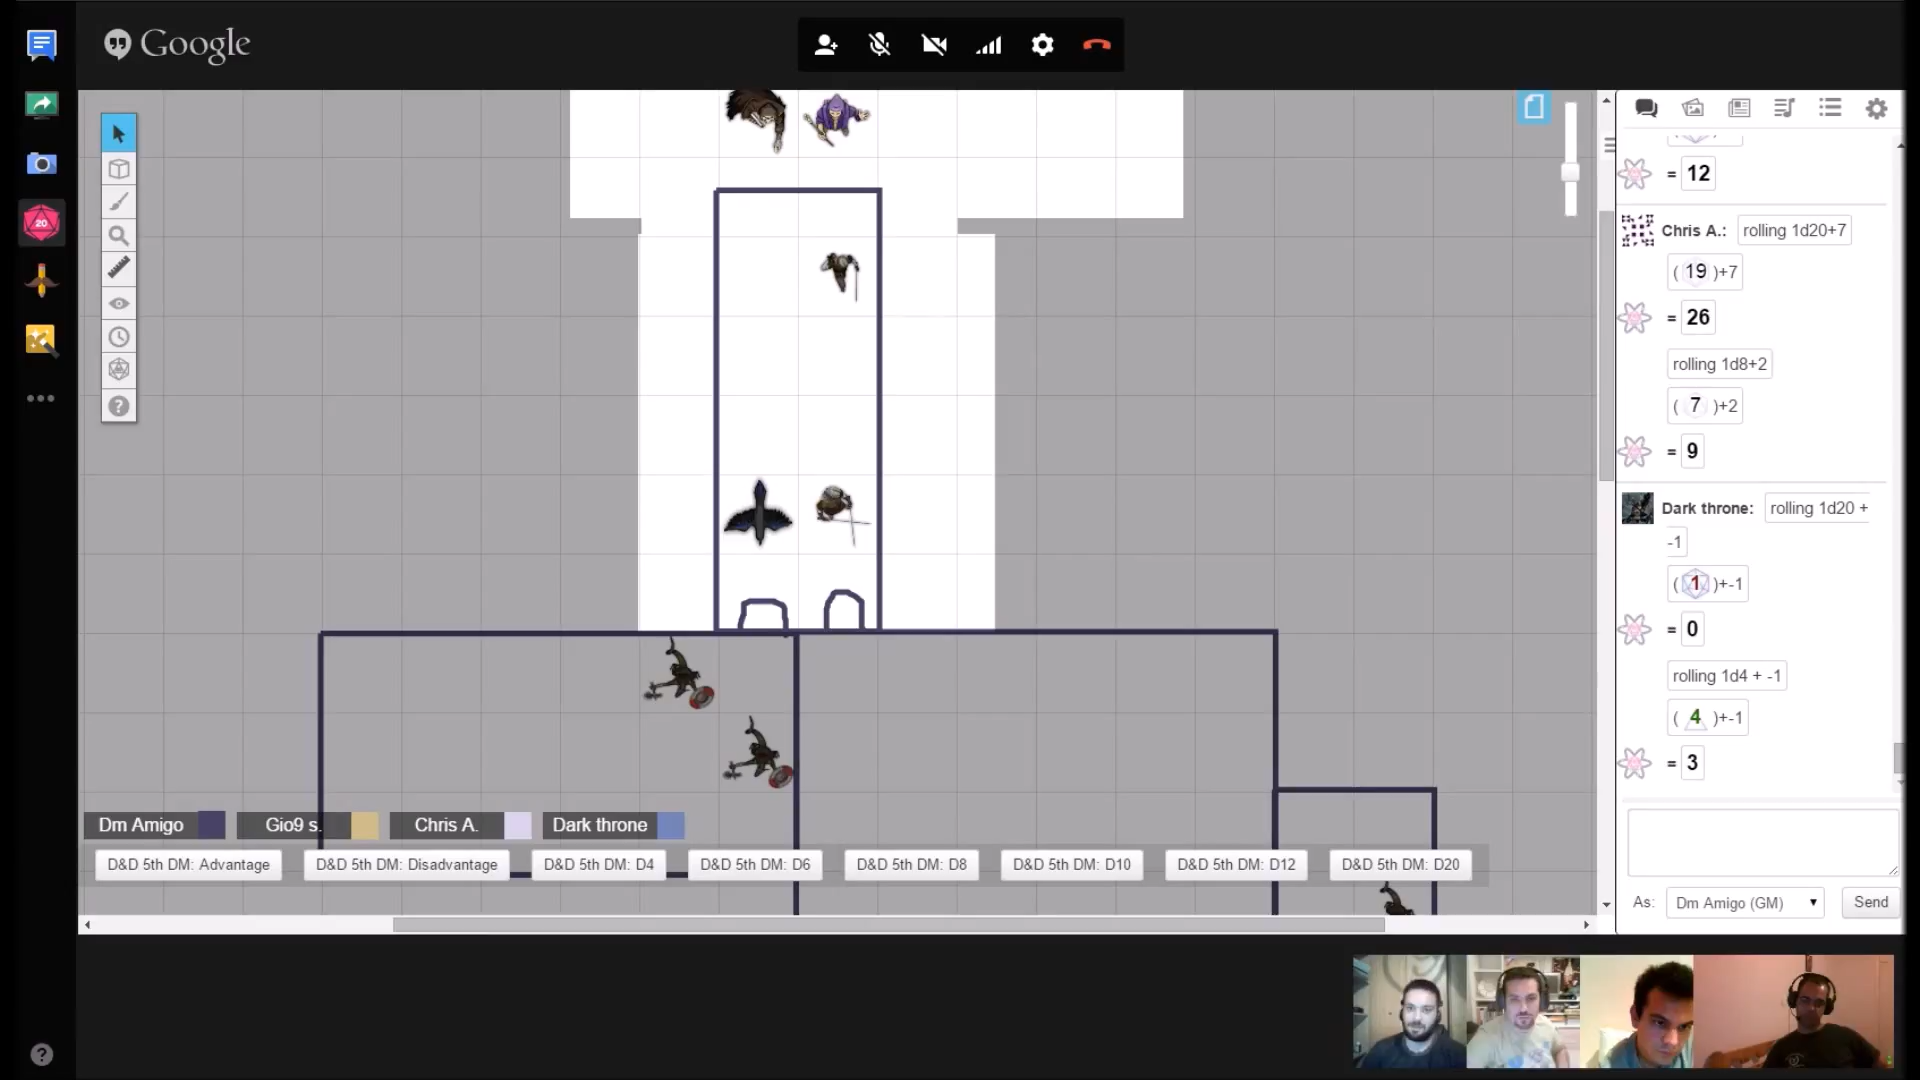 Google
20
= 12
Chris A.: rolling 1d20+7
( 19 )+7
= 26
rolling 1d8+2
( 7 )+2
= 9
Dark throne: rolling 1d20 +
-1
( 1 )+-1
= 0
rolling 1d4 + -1
( 4 )+-1
= 3
Dm Amigo Gio9 s. Chris A. Dark throne
D&D 5th DM: Advantage D&D 5th DM: Disadvantage D&D 5th DM: D4 D&D 5th DM: D6 D&D 5th DM: D8 D&D 5th DM: D10 D&D 5th DM: D12 D&D 5th DM: D20
As: Dm Amigo (GM) Send